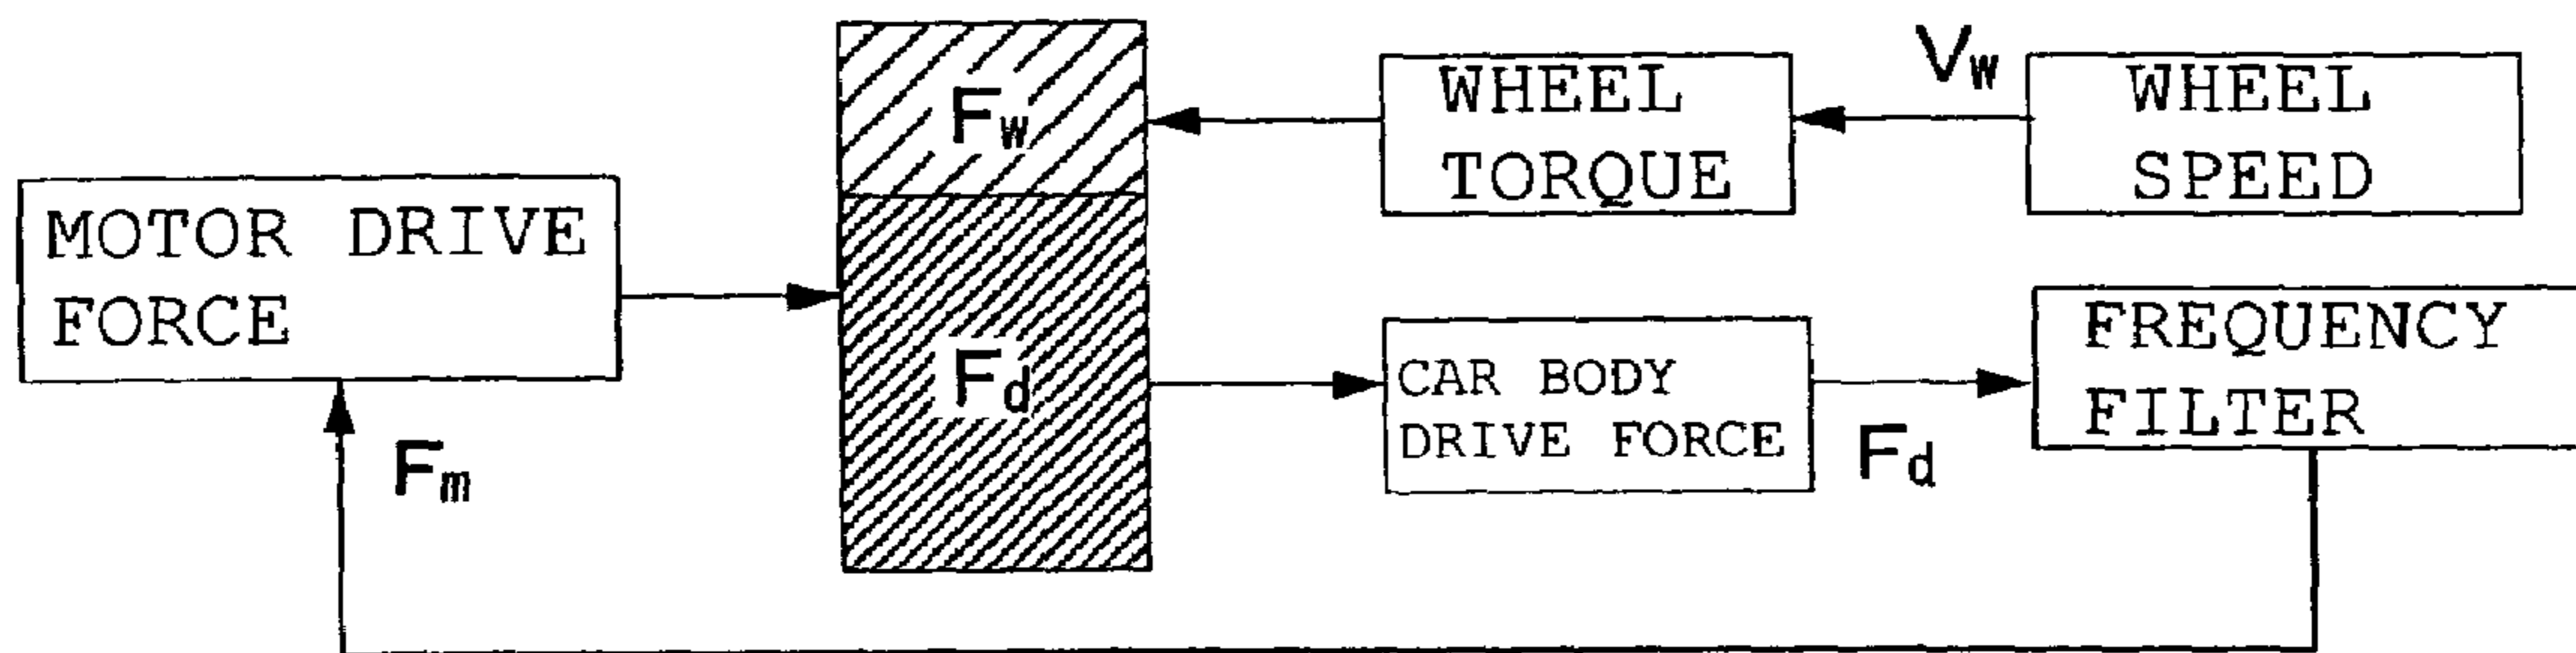 MOTOR DRIVE
FORCE
Fm
Fw
Fd
WHEEL
TORQUE
Vw
WHEEL
SPEED
CAR BODY
DRIVE FORCE
Fd
FREQUENCY
FILTER